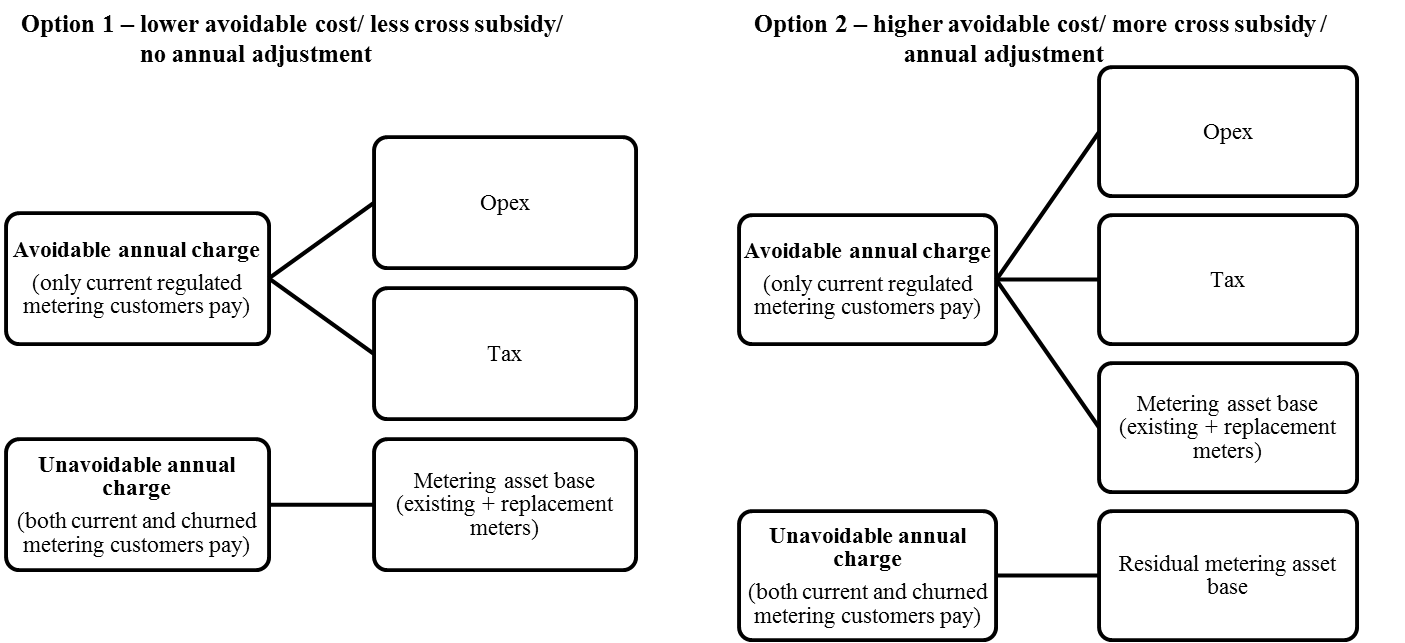 Option 1 – lower avoidable cost/ less cross subsidy/
no annual adjustment
Avoidable annual charge
(only current regulated
metering customers pay)
Opex
Tax
Unavoidable annual
charge
(both current and churned
metering customers pay)
Metering asset base
(existing + replacement
meters)
Option 2 – higher avoidable cost/ more cross subsidy /
annual adjustment
Avoidable annual charge
(only current regulated
metering customers pay)
Opex
Tax
Metering asset base
(existing + replacement
meters)
Unavoidable annual
charge
(both current and churned
metering customers pay)
Residual metering asset
base